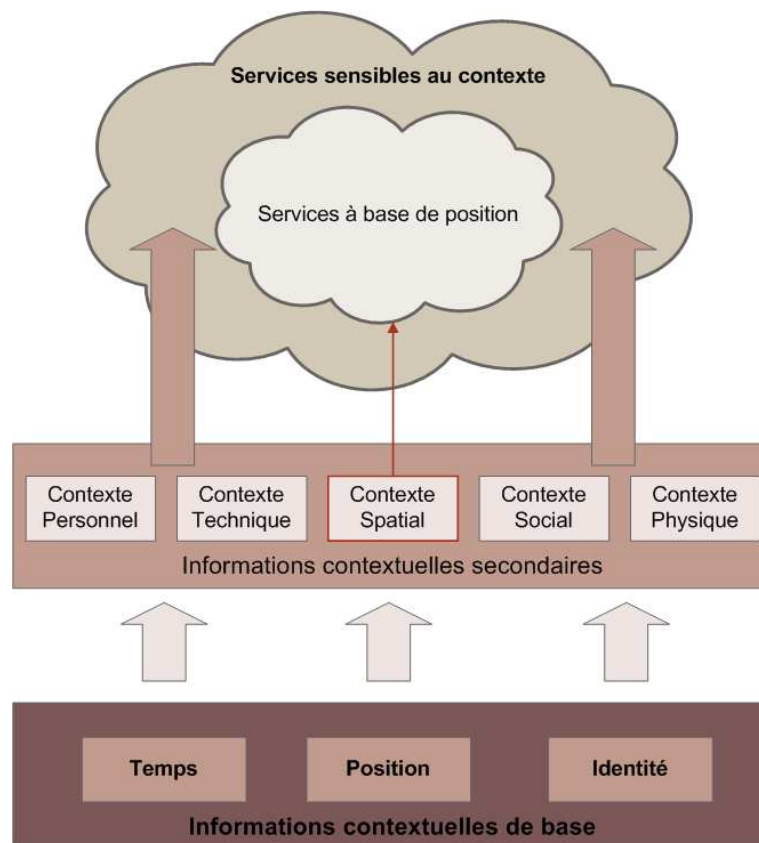 Services sensibles au contexte
Services à base de position
Contexte
Personnel
Contexte
Technique
Contexte
Spatial
Contexte
Social
Contexte
Physique
Informations contextuelles secondaires
Temps
Position
Identité
Informations contextuelles de base